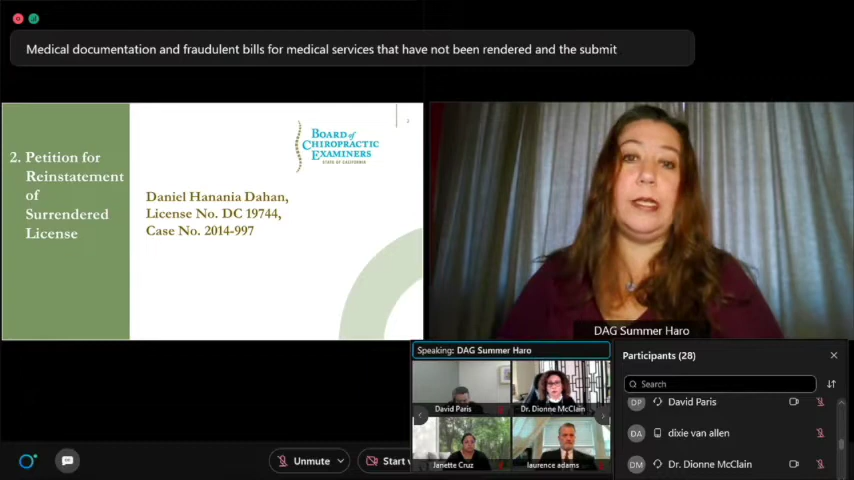 Medical documentation and fraudulent bills for medical services that have not been rendered and the submit
2
BOARD of
CHIROPRACTIC
EXAMINERS
STATE OF CALIFORNIA
2. Petition for
Reinstatement
of
Surrendered
License
Daniel Hanania Dahan,
License No. DC 19744,
Case No. 2014-997
DAG Summer Haro
Speaking: DAG Summer Haro
David Paris
Dr. Dionne McClain
Janette Cruz
laurence adams
Participants (28)
Search
DP David Paris
DA dixie van allen
DM Dr. Dionne McClain
Unmute
Start v